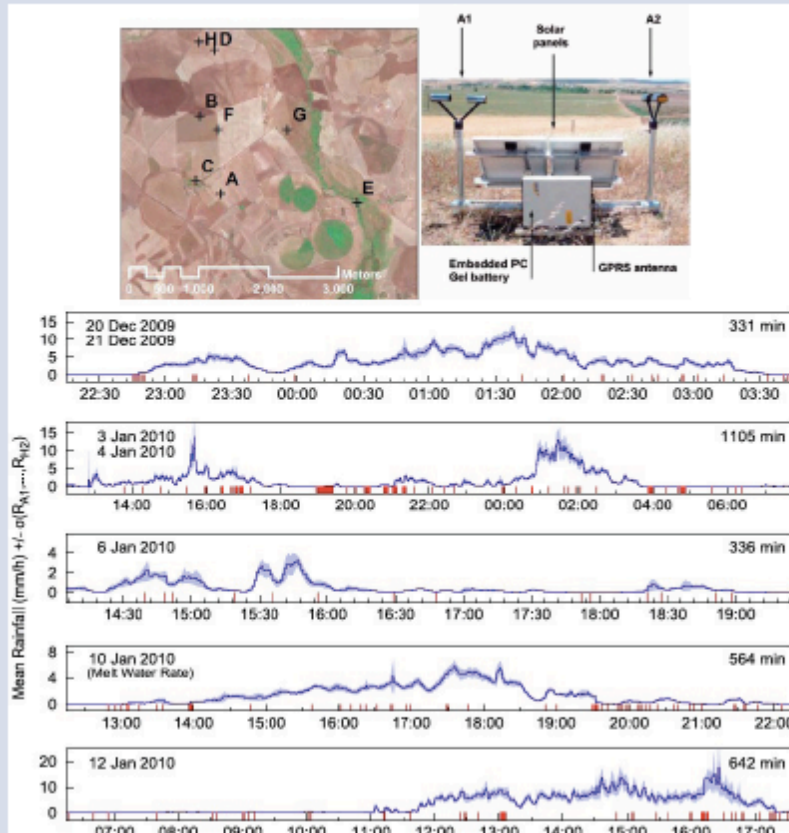 A1
A2
Solar
panels
H D
B
F
G
C
A
E
Meters
0 500 1,000 2,000 3,000
Embedded PC
Gel battery
GPRS antenna
Mean Rainfall (mm/h) +/- σ(R_A1,...,R_H2)
15
10
5
0
20 Dec 2009
21 Dec 2009
331 min
22:30 23:00 23:30 00:00 00:30 01:00 01:30 02:00 02:30 03:00 03:30
15
10
5
0
3 Jan 2010
4 Jan 2010
1105 min
14:00 16:00 18:00 20:00 22:00 00:00 02:00 04:00 06:00
4
2
0
6 Jan 2010
336 min
14:30 15:00 15:30 16:00 16:30 17:00 17:30 18:00 18:30 19:00
8
4
0
10 Jan 2010
(Melt Water Rate)
564 min
13:00 14:00 15:00 16:00 17:00 18:00 19:00 20:00 21:00 22:00
20
10
0
12 Jan 2010
642 min
07:00 08:00 09:00 10:00 11:00 12:00 13:00 14:00 15:00 16:00 17:00